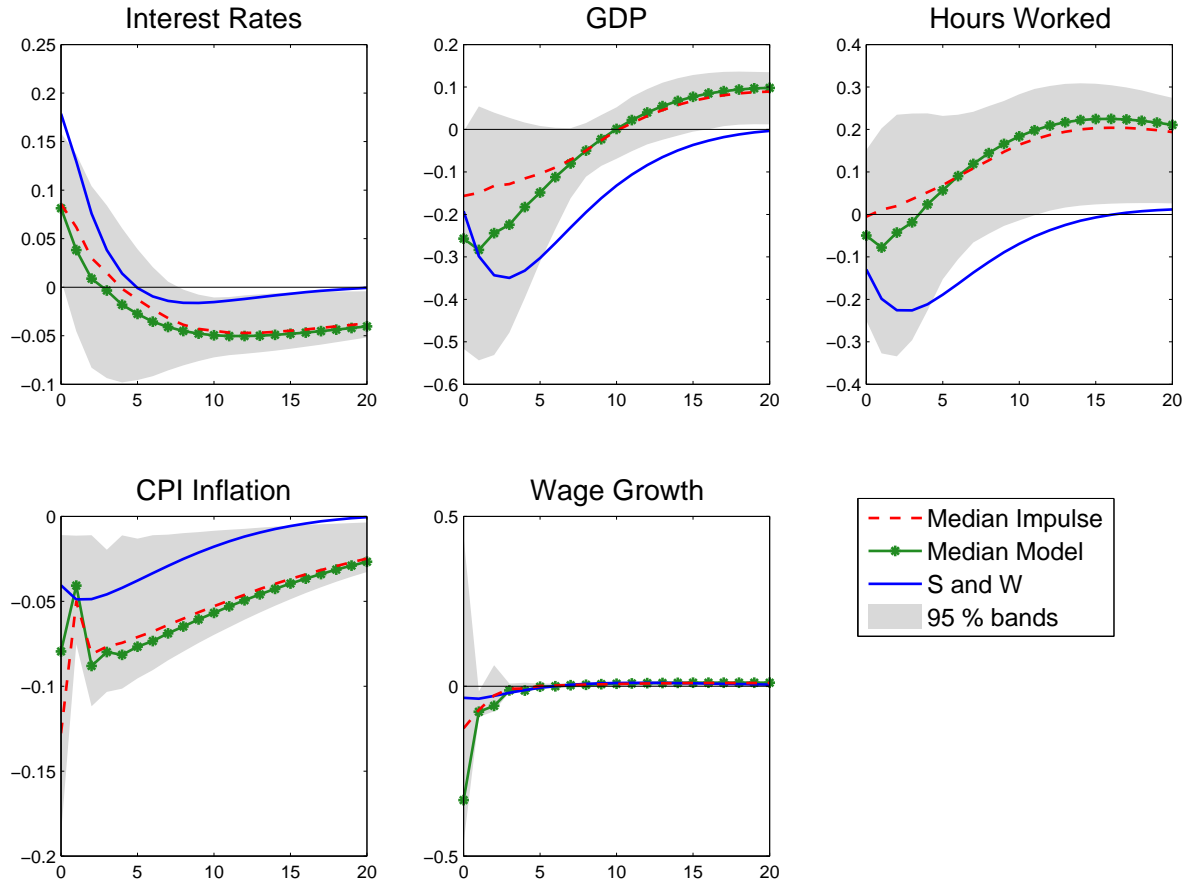 Interest Rates
0.25
0.2
0.15
0.1
0.05
0
−0.05
−0.1
0 5 10 15 20
GDP
0.2
0.1
0
−0.1
−0.2
−0.3
−0.4
−0.5
−0.6
0 5 10 15 20
Hours Worked
0.4
0.3
0.2
0.1
0
−0.1
−0.2
−0.3
−0.4
0 5 10 15 20
CPI Inflation
0
−0.05
−0.1
−0.15
−0.2
0 5 10 15 20
Wage Growth
0.5
0
−0.5
0 5 10 15 20
Median Impulse
Median Model
S and W
95 % bands